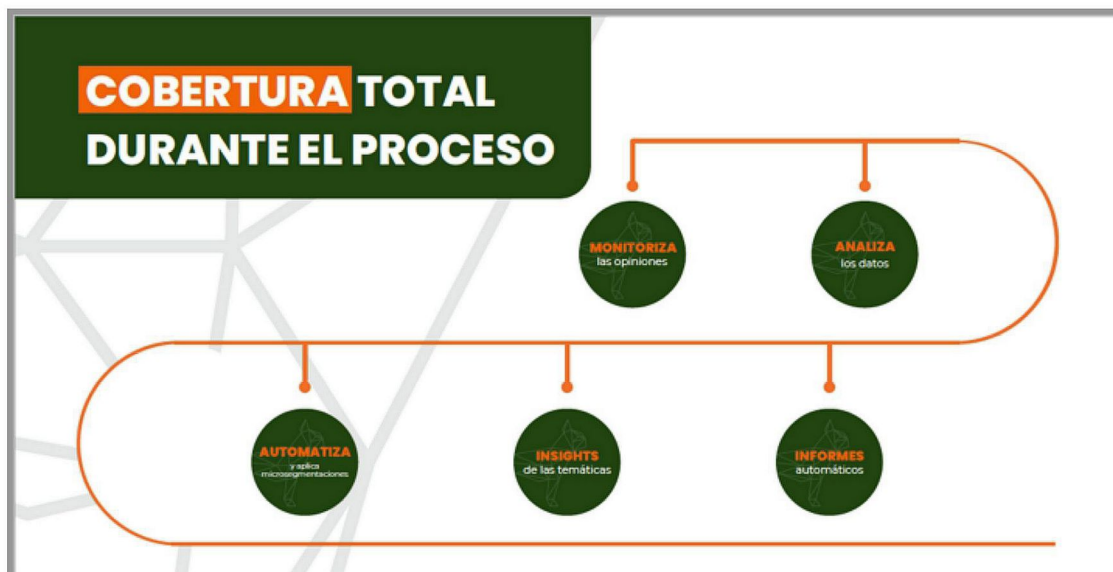 COBERTURA TOTAL
DURANTE EL PROCESO
MONITORIZA
las opiniones
ANALIZA
los datos
AUTOMATIZA
y aplica
microsegmentaciones
INSIGHTS
de las temáticas
INFORMES
automáticos